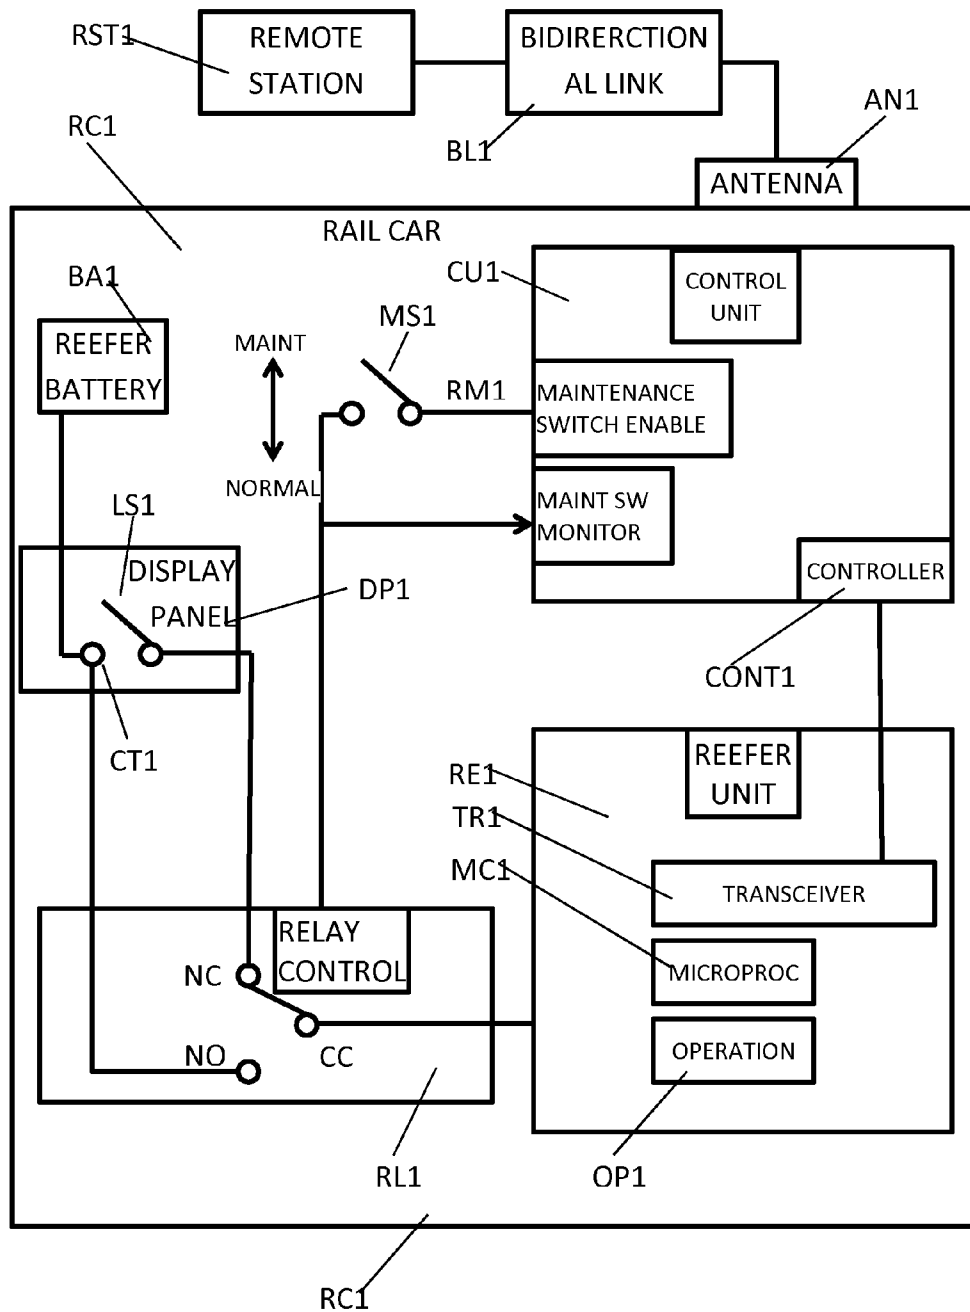 RST1
REMOTE
STATION
BIDIRERCTION
AL LINK
BL1
AN1
RC1
ANTENNA
RAIL CAR
BA1
CU1
CONTROL
UNIT
MS1
REEFER
BATTERY
MAINT
RM1
MAINTENANCE
SWITCH ENABLE
NORMAL
LS1
MAINT SW
MONITOR
DISPLAY
PANEL
DP1
CONTROLLER
CONT1
CT1
REEFER
UNIT
RE1
TR1
MC1
TRANSCEIVER
RELAY
CONTROL
NC
MICROPROC
NO
CC
OPERATION
RL1
OP1
RC1